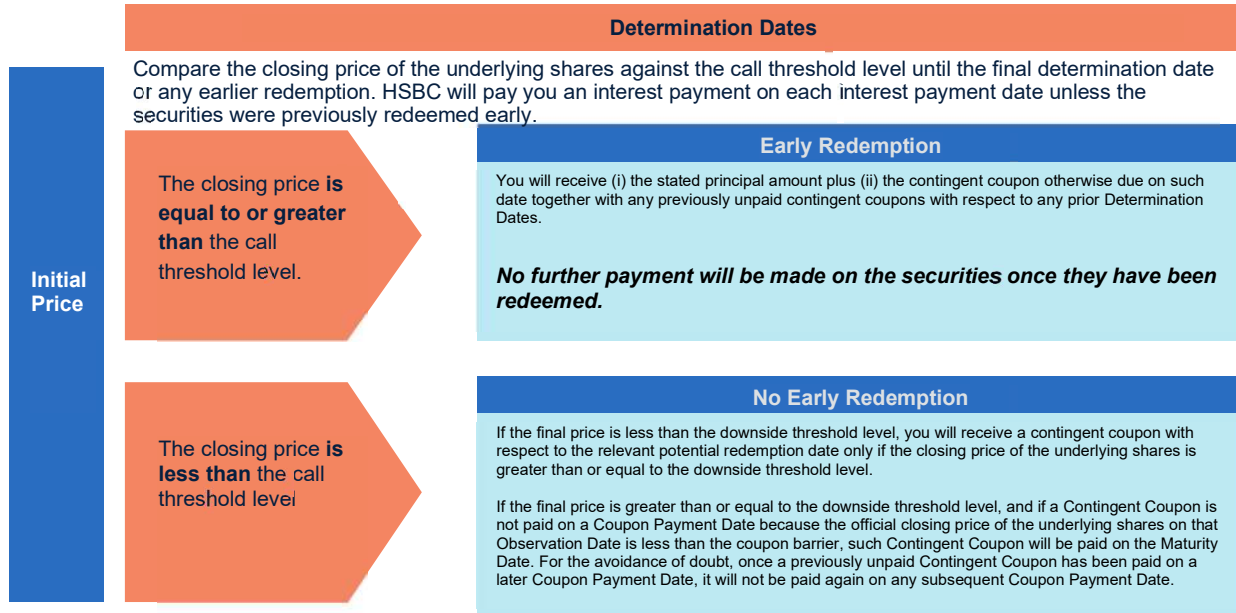 Determination Dates
Compare the closing price of the underlying shares against the call threshold level until the final determination date
or any earlier redemption. HSBC will pay you an interest payment on each interest payment date unless the
securities were previously redeemed early.
Initial
Price
The closing price is
equal to or greater
than the call
threshold level.
Early Redemption
You will receive (i) the stated principal amount plus (ii) the contingent coupon otherwise due on such
date together with any previously unpaid contingent coupons with respect to any prior Determination
Dates.
No further payment will be made on the securities once they have been
redeemed.
The closing price is
less than the call
threshold level
No Early Redemption
If the final price is less than the downside threshold level, you will receive a contingent coupon with
respect to the relevant potential redemption date only if the closing price of the underlying shares is
greater than or equal to the downside threshold level.
If the final price is greater than or equal to the downside threshold level, and if a Contingent Coupon is
not paid on a Coupon Payment Date because the official closing price of the underlying shares on that
Observation Date is less than the coupon barrier, such Contingent Coupon will be paid on the Maturity
Date. For the avoidance of doubt, once a previously unpaid Contingent Coupon has been paid on a
later Coupon Payment Date, it will not be paid again on any subsequent Coupon Payment Date.